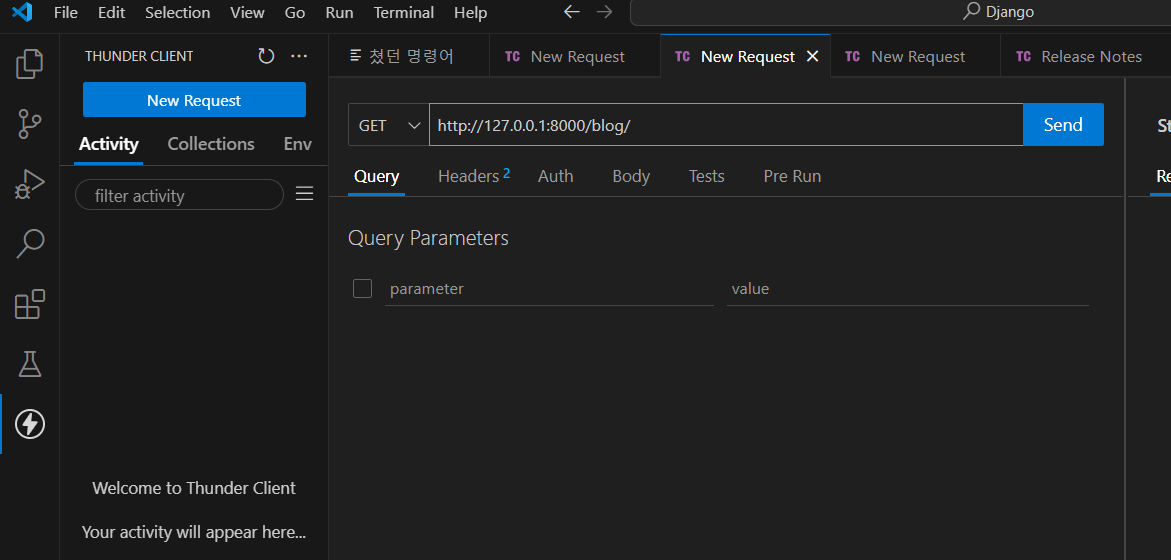 File Edit Selection View Go Run Terminal Help Django
THUNDER CLIENT
New Request
Activity Collections Env
filter activity
Welcome to Thunder Client
Your activity will appear here...
쳤던 명령어 TC New Request TC New Request TC New Request TC Release Notes
GET http://127.0.0.1:8000/blog/ Send
Query Headers 2 Auth Body Tests Pre Run
Query Parameters
parameter value
St
Re